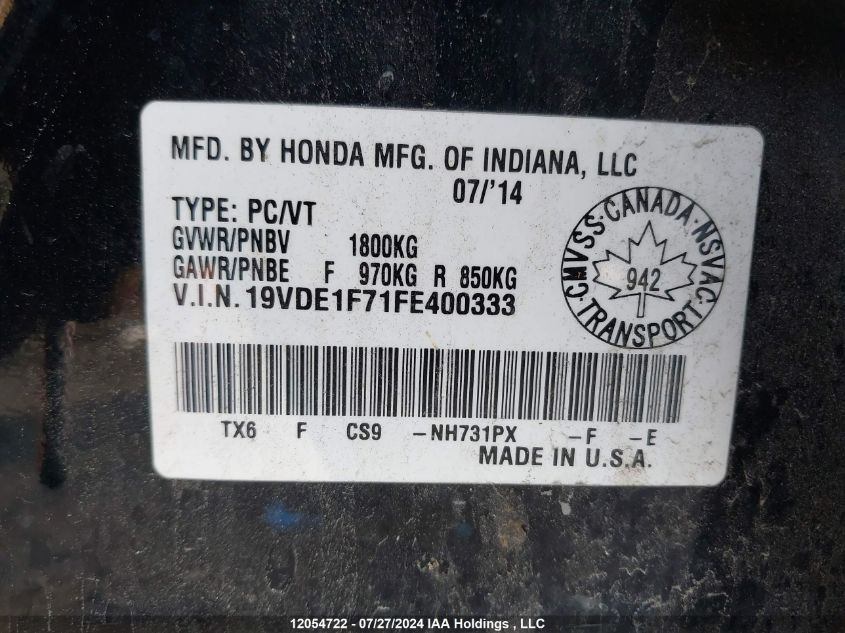 MFD. BY HONDA MFG. OF INDIANA, LLC
07/'14
TYPE: PC/VT
GVWR/PNBV 1800KG
GAWR/PNBE F 970KG R 850KG
V.I.N. 19VDE1F71FE400333
CMVSS · CANADA · NSVAC
942
TRANSPORT
TX6 F CS9 -NH731PX -F -E
MADE IN U.S.A.
12054722 - 07/27/2024 IAA Holdings , LLC